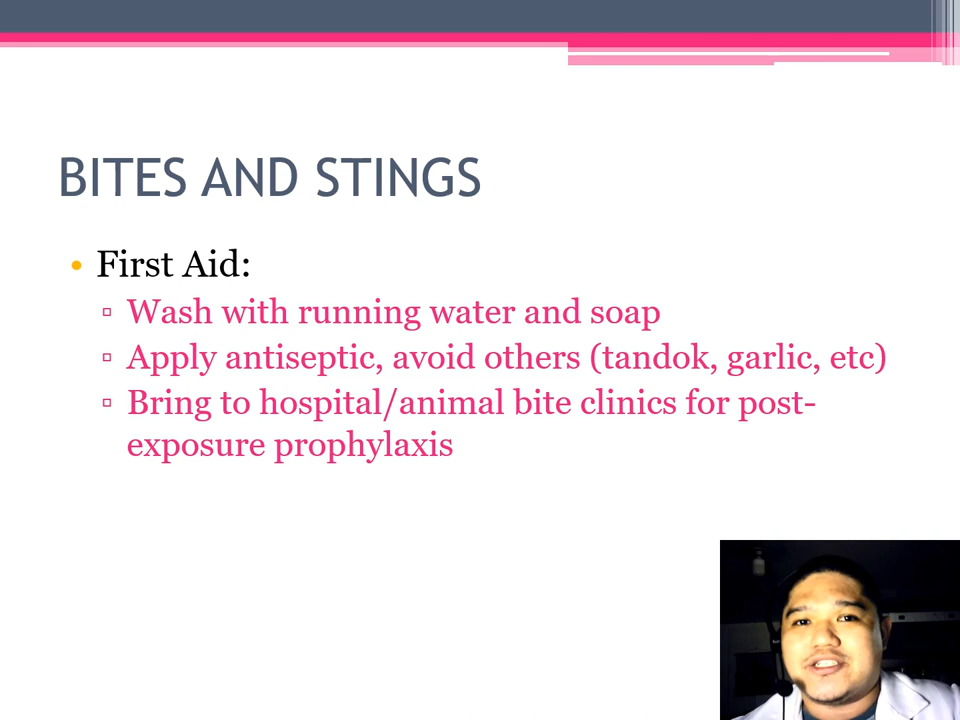 BITES AND STINGS
• First Aid:
▫ Wash with running water and soap
▫ Apply antiseptic, avoid others (tandok, garlic, etc)
▫ Bring to hospital/animal bite clinics for post-
exposure prophylaxis